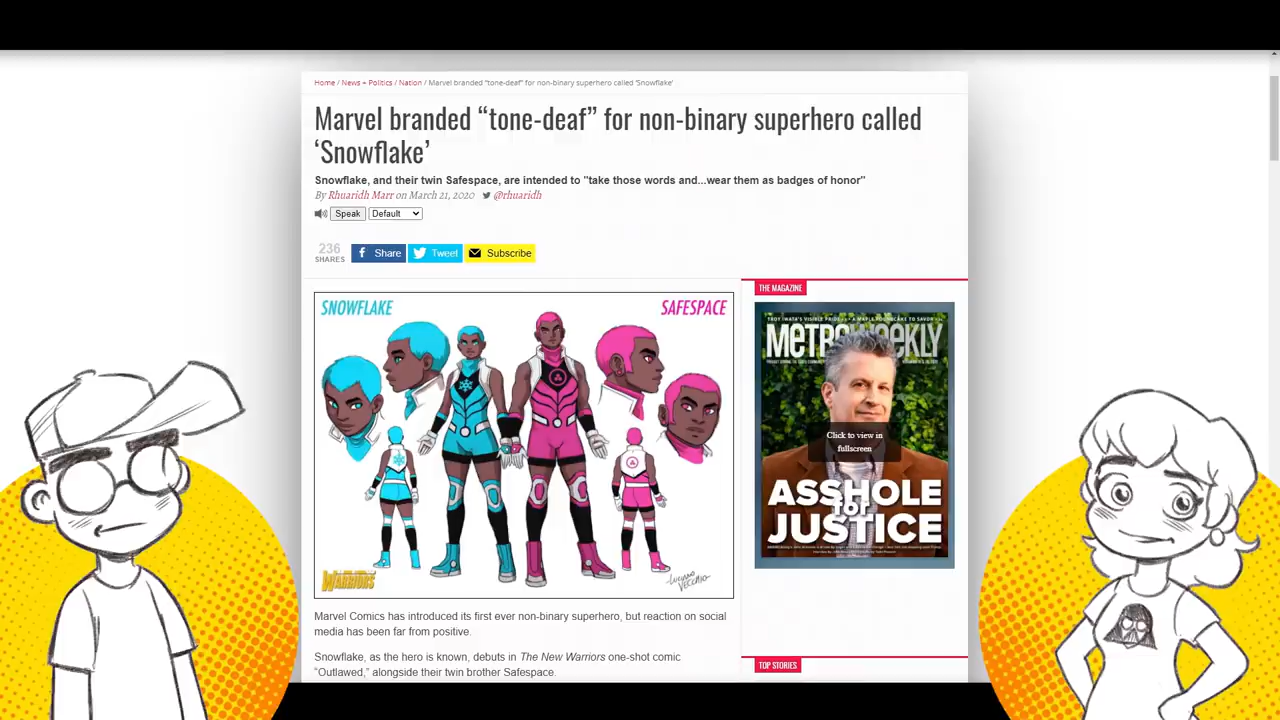 Home / News + Politics / Nation / Marvel branded "tone-deaf" for non-binary superhero called 'Snowflake'
Marvel branded “tone-deaf” for non-binary superhero called
‘Snowflake’
Snowflake, and their twin Safespace, are intended to "take those words and...wear them as badges of honor"
By Rhuaridh Marr on March 21, 2020 @rhuaridh
Speak Default
236
SHARES
Share Tweet Subscribe
SNOWFLAKE SAFESPACE
WARRIORS
LUCIANO
VECCHIO
Marvel Comics has introduced its first ever non-binary superhero, but reaction on social
media has been far from positive.
Snowflake, as the hero is known, debuts in The New Warriors one-shot comic
“Outlawed,” alongside their twin brother Safespace.
THE MAGAZINE
METROWEEKLY
Click to view in
fullscreen
ASSHOLE
for
JUSTICE
TOP STORIES